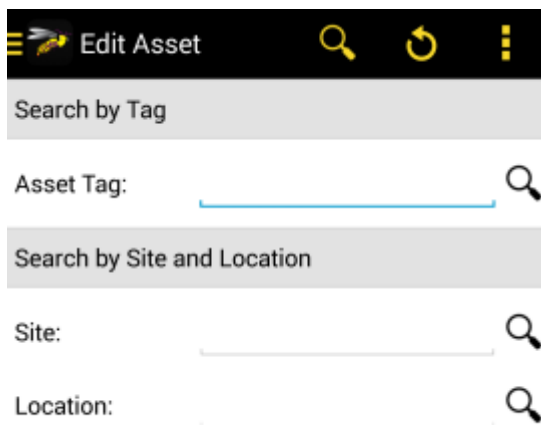 Edit Asset
Search by Tag
Asset Tag:
Search by Site and Location
Site:
Location: